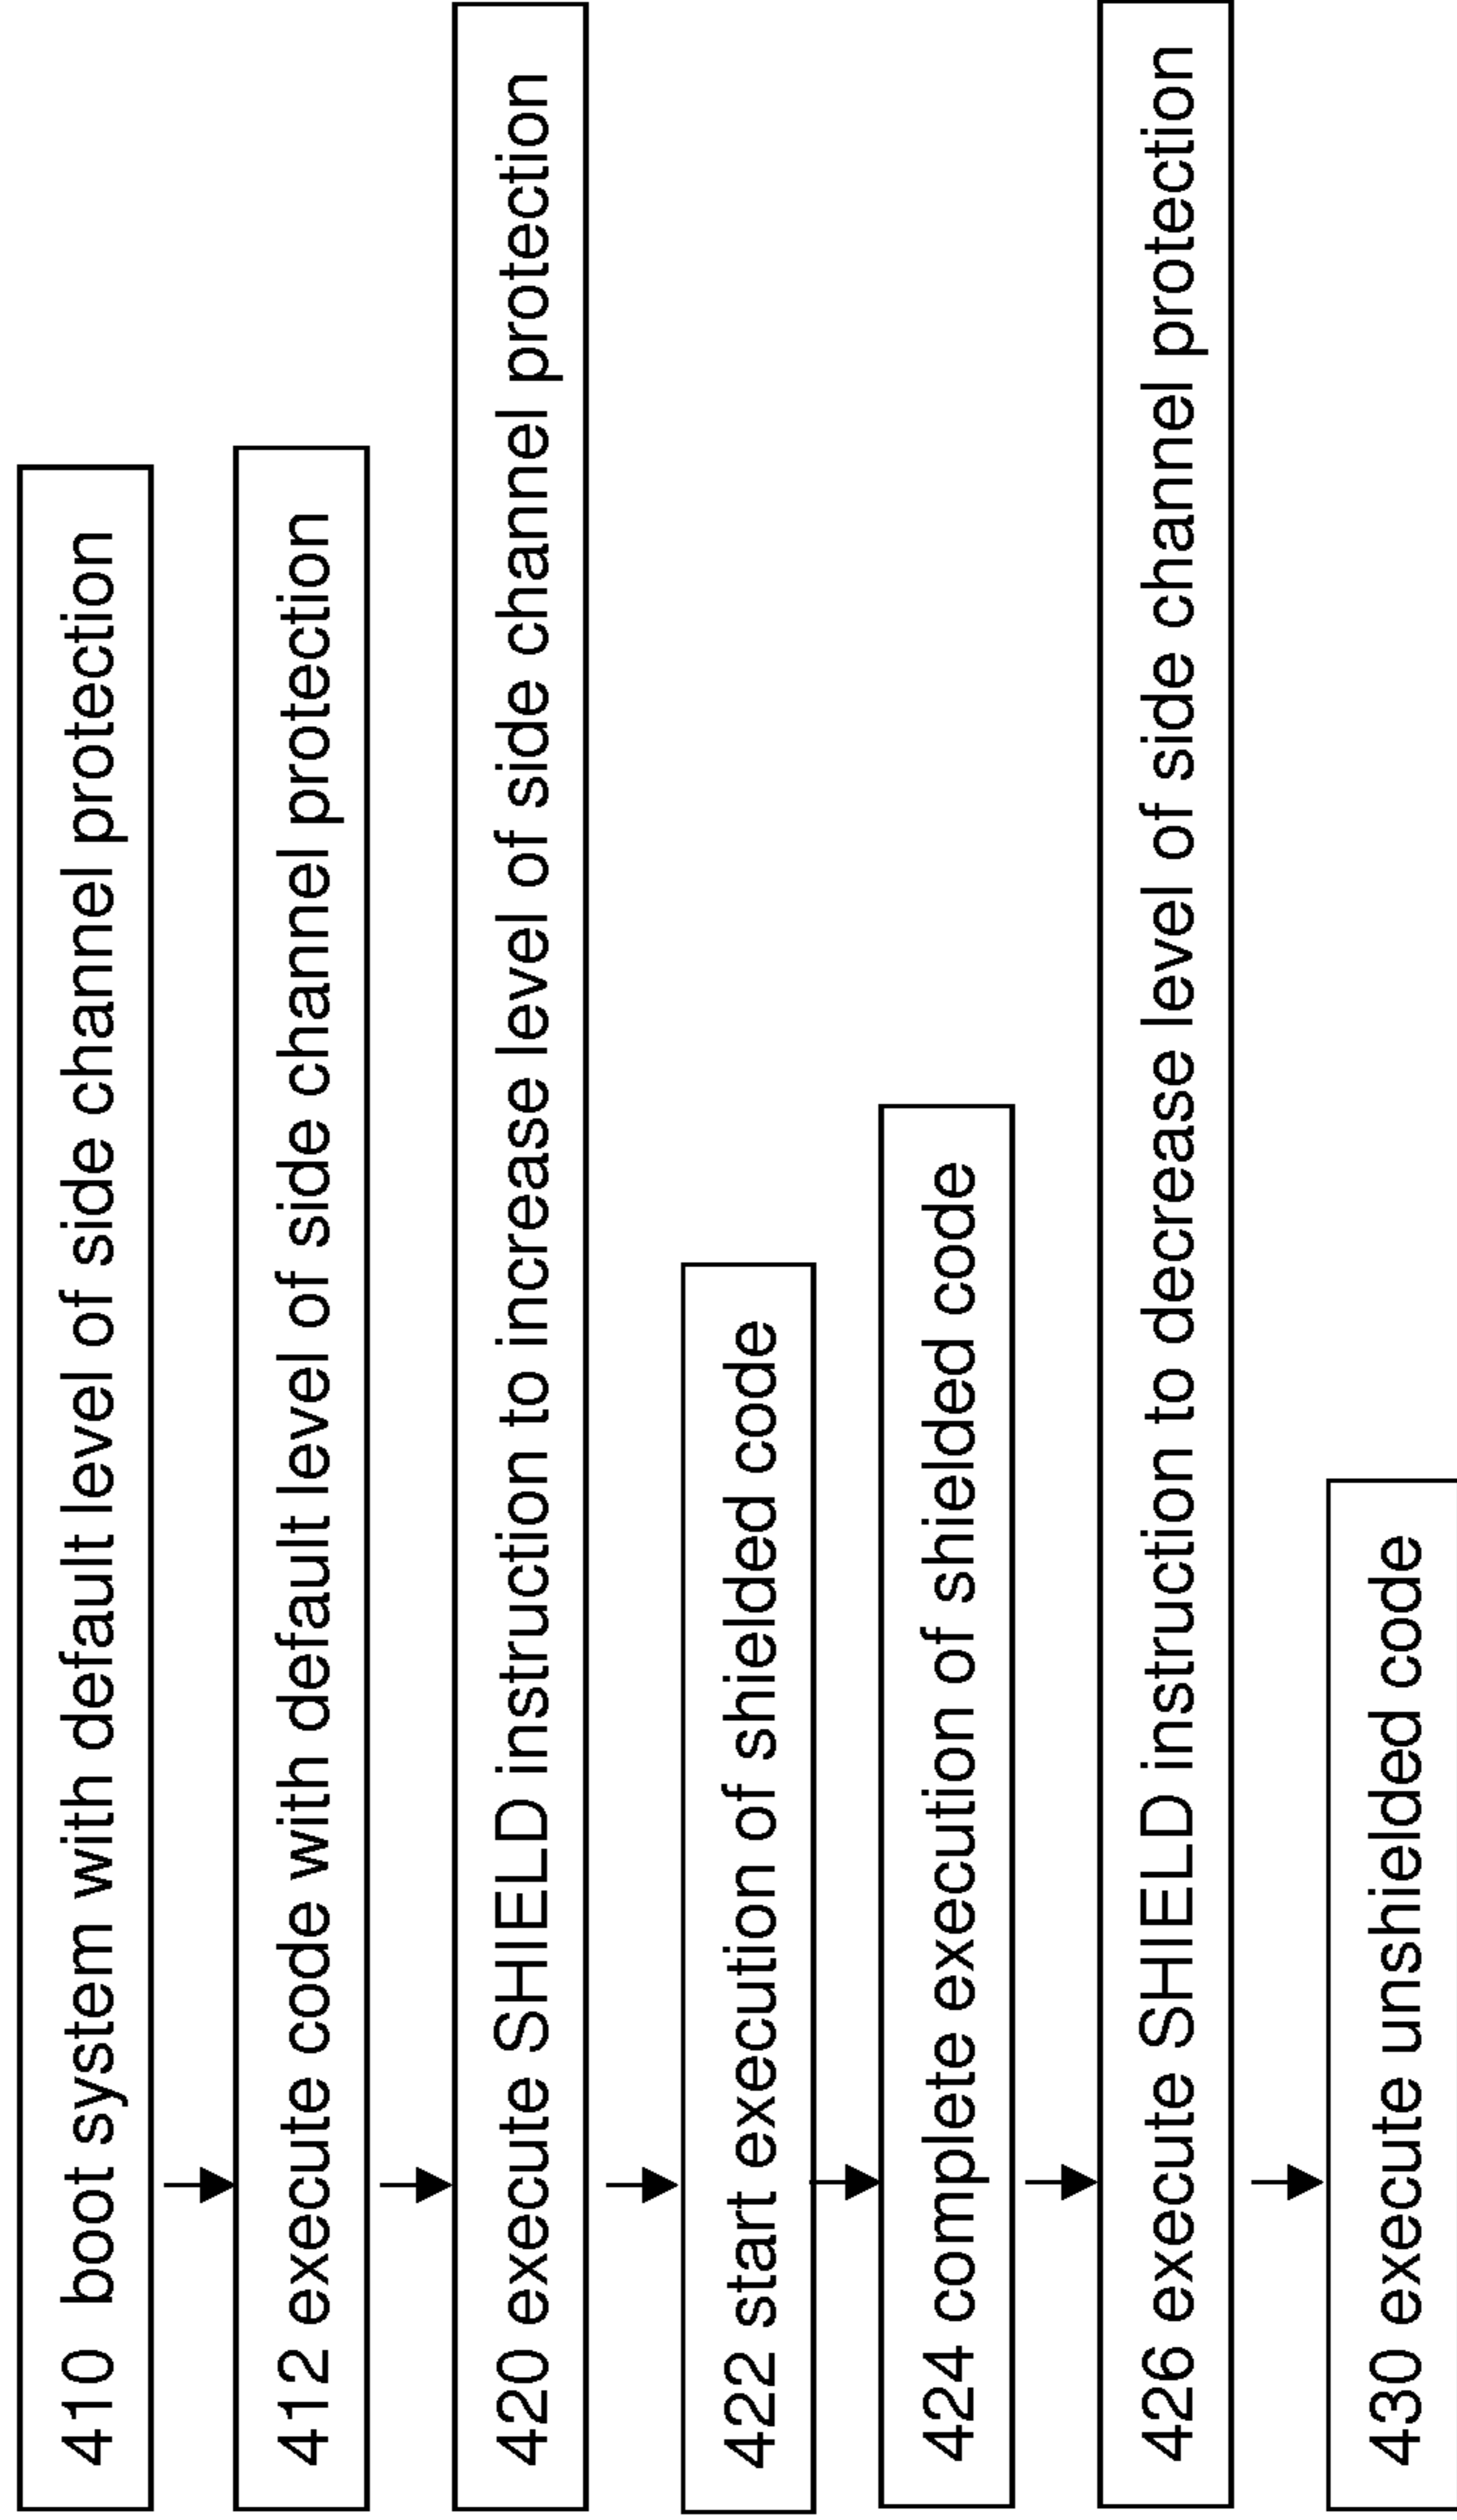 410 boot system with default level of side channel protection
412 execute code with default level of side channel protection
420 execute SHIELD instruction to increase level of side channel protection
422 start execution of shielded code
424 complete execution of shielded code
426 execute SHIELD instruction to decrease level of side channel protection
430 execute unshielded code